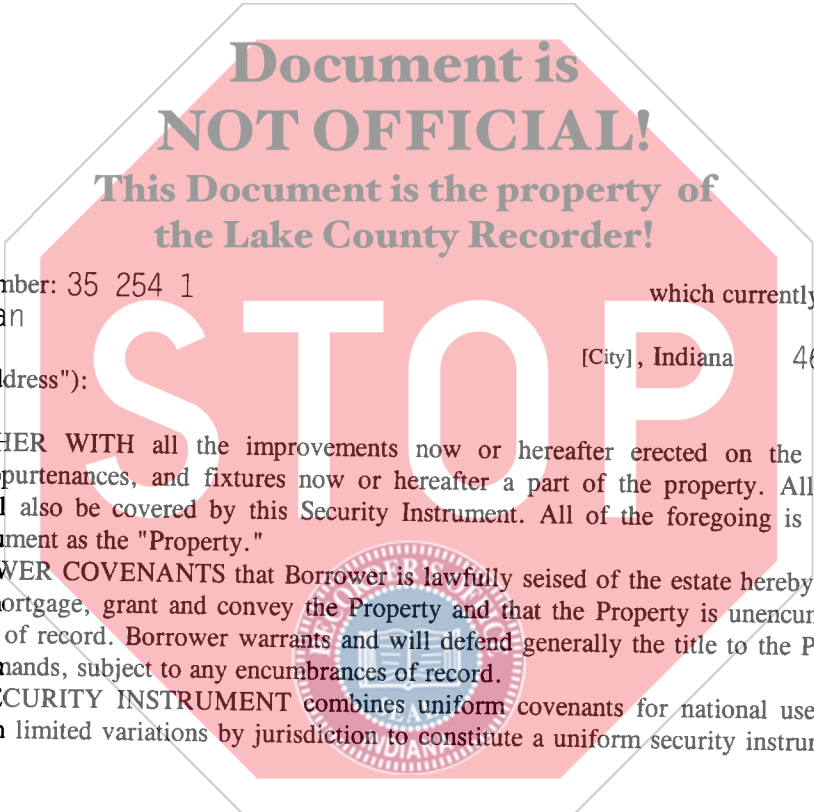 Document is
NOT OFFICIAL!
This Document is the property of
the Lake County Recorder!
mber: 35 254 1
which currently
an
[City], Indiana 46
ddress"):
STOP
HER WITH all the improvements now or hereafter erected on the
purtenances, and fixtures now or hereafter a part of the property. All
l also be covered by this Security Instrument. All of the foregoing is
ument as the "Property."
WER COVENANTS that Borrower is lawfully seised of the estate hereby
ortgage, grant and convey the Property and that the Property is unencum
of record. Borrower warrants and will defend generally the title to the P
mands, subject to any encumbrances of record.
ECURITY INSTRUMENT combines uniform covenants for national use
n limited variations by jurisdiction to constitute a uniform security instrum
INDIANA